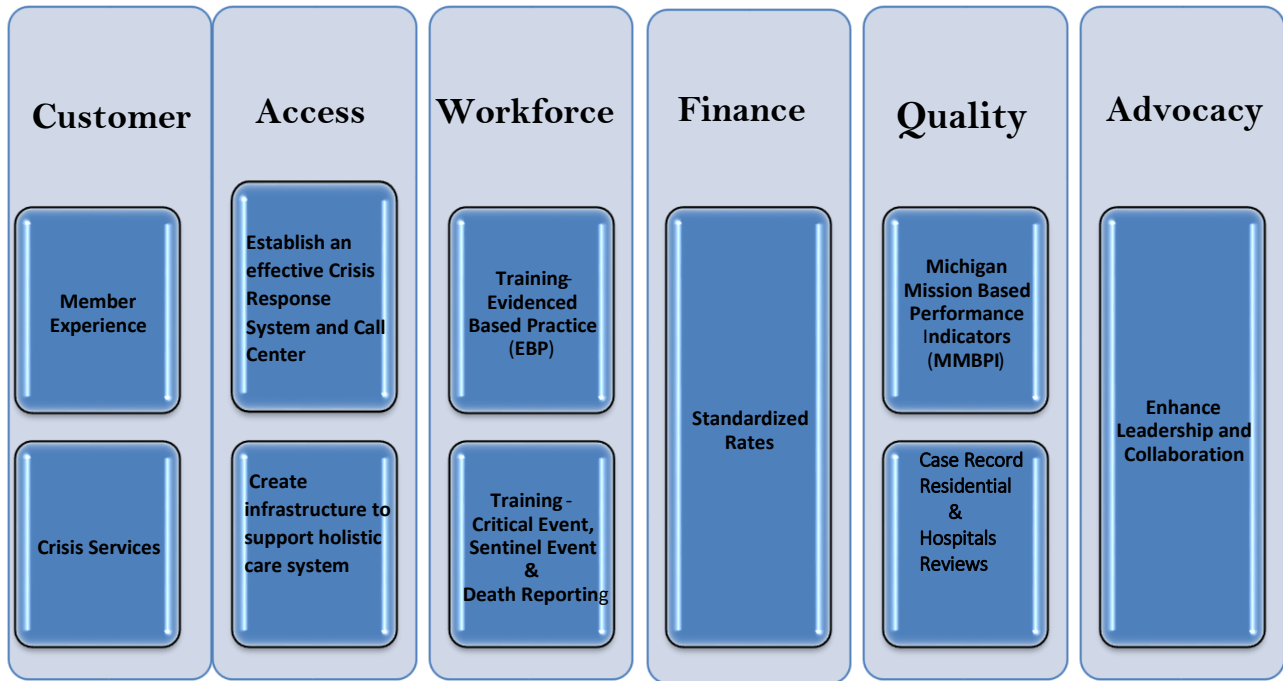 Customer
Member
Experience
Crisis Services
Access
Establish an
effective Crisis
Response
System and Call
Center
Create
infrastructure to
support holistic
care system
Workforce
Training-
Evidenced
Based Practice
(EBP)
Training -
Critical Event,
Sentinel Event
&
Death Reporting
Finance
Standardized
Rates
Quality
Michigan
Mission Based
Performance
Indicators
(MMBPI)
Case Record
Residential
&
Hospitals
Reviews
Advocacy
Enhance
Leadership and
Collaboration